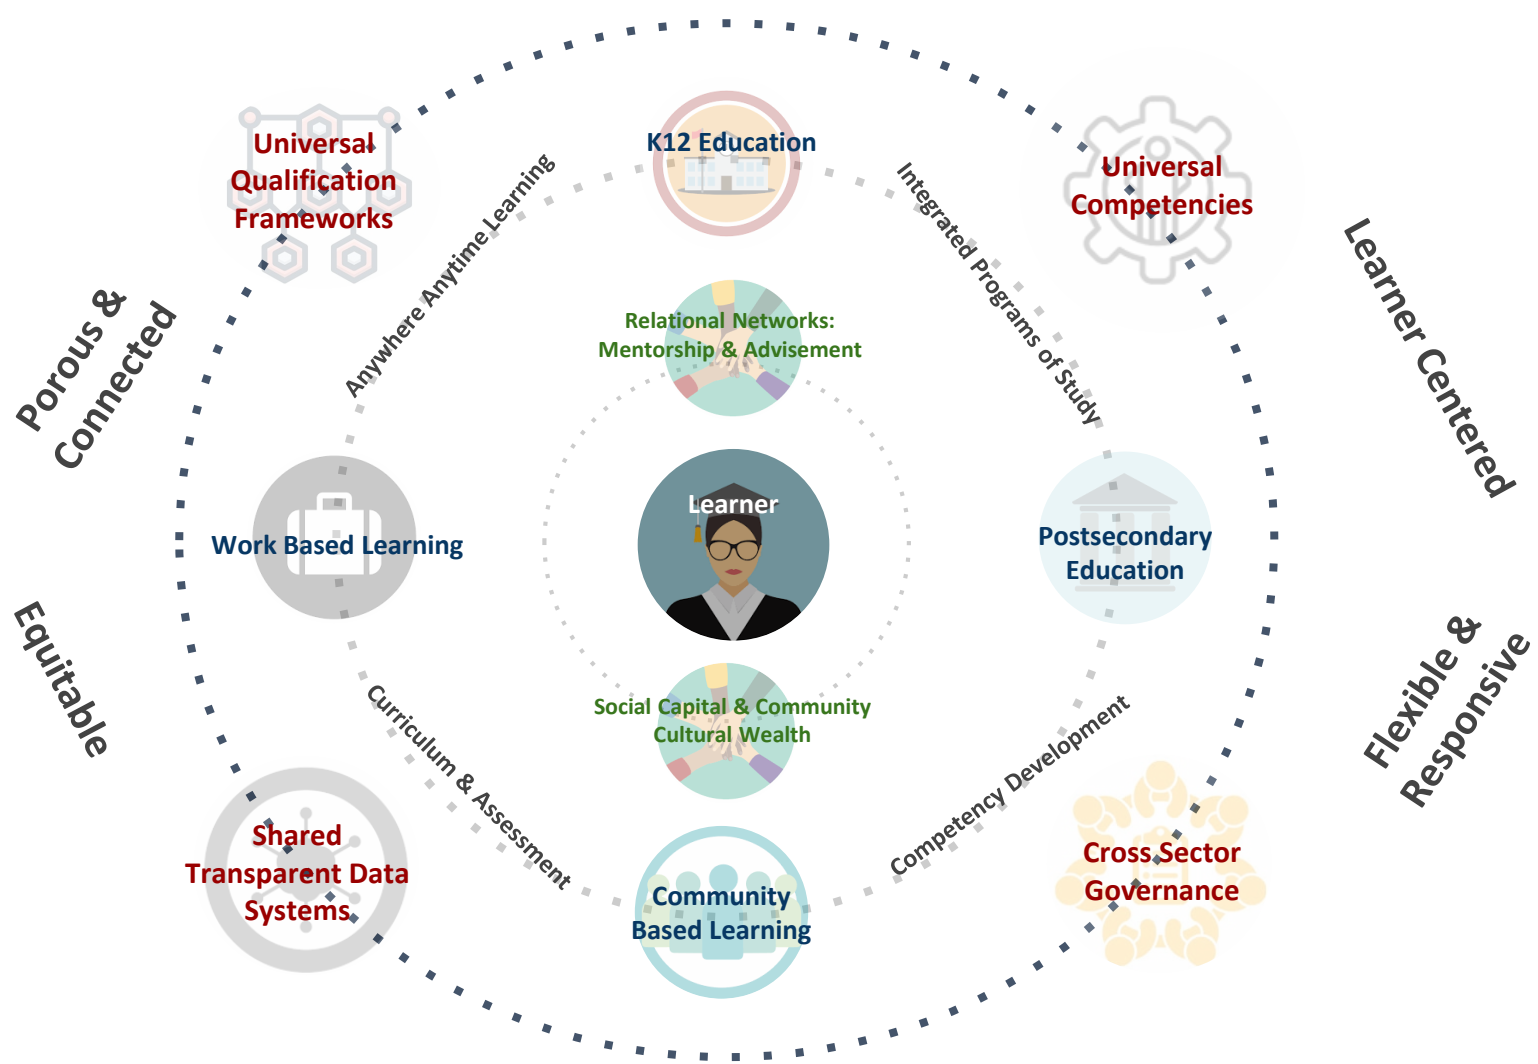 Universal
Qualification
Frameworks
K12 Education
Universal
Competencies
Anywhere Anytime Learning
Integrated Programs of Study
Porous &
Connected
Learner Centered
Relational Networks:
Mentorship & Advisement
Learner
Work Based Learning
Postsecondary
Education
Equitable
Flexible &
Responsive
Social Capital & Community
Cultural Wealth
Curriculum & Assessment
Competency Development
Shared
Transparent Data
Systems
Community
Based Learning
Cross Sector
Governance